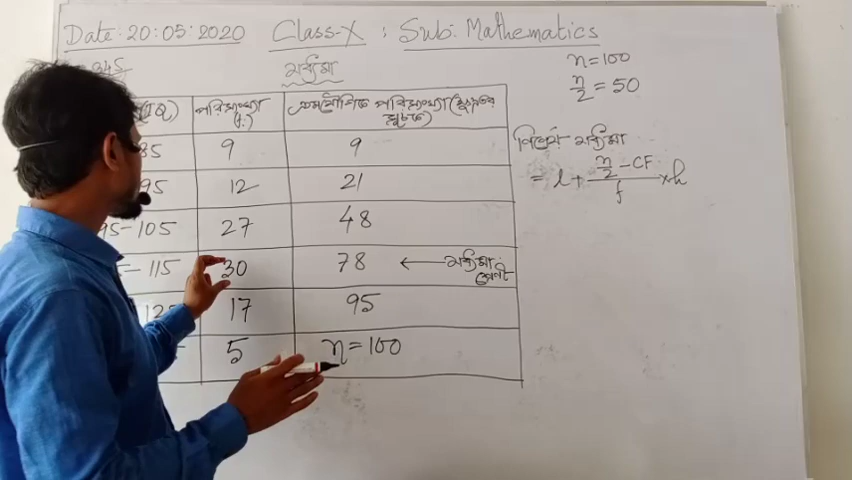 Date: 20:05:2020 Class-X : Sub: Mathematics
345
মধ্যমা
n=100
n/2 = 50
(IQ) পরিসংখ্যা (f) ক্রমযৌগিক পরিসংখ্যা (ক্ষুদ্রতর সূচক)
85 9 9
95 12 21
95-105 27 48
-115 30 78 ← মধ্যমা শ্রেণী
125 17 95
5 n=100
নির্ণেয় মধ্যমা
= l + (n/2 - CF)/f × h